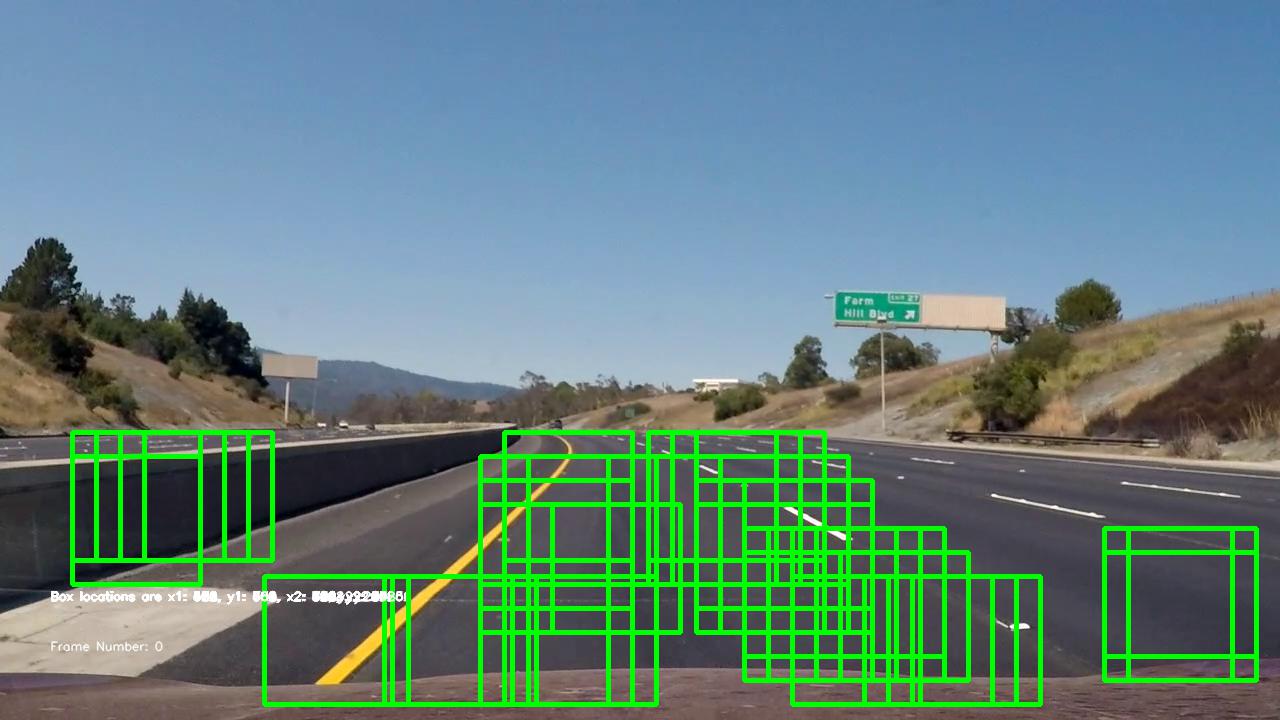 Exit 27
Farm
Hill Blvd
Box locations are x1: y1: x2:
Frame Number: 0